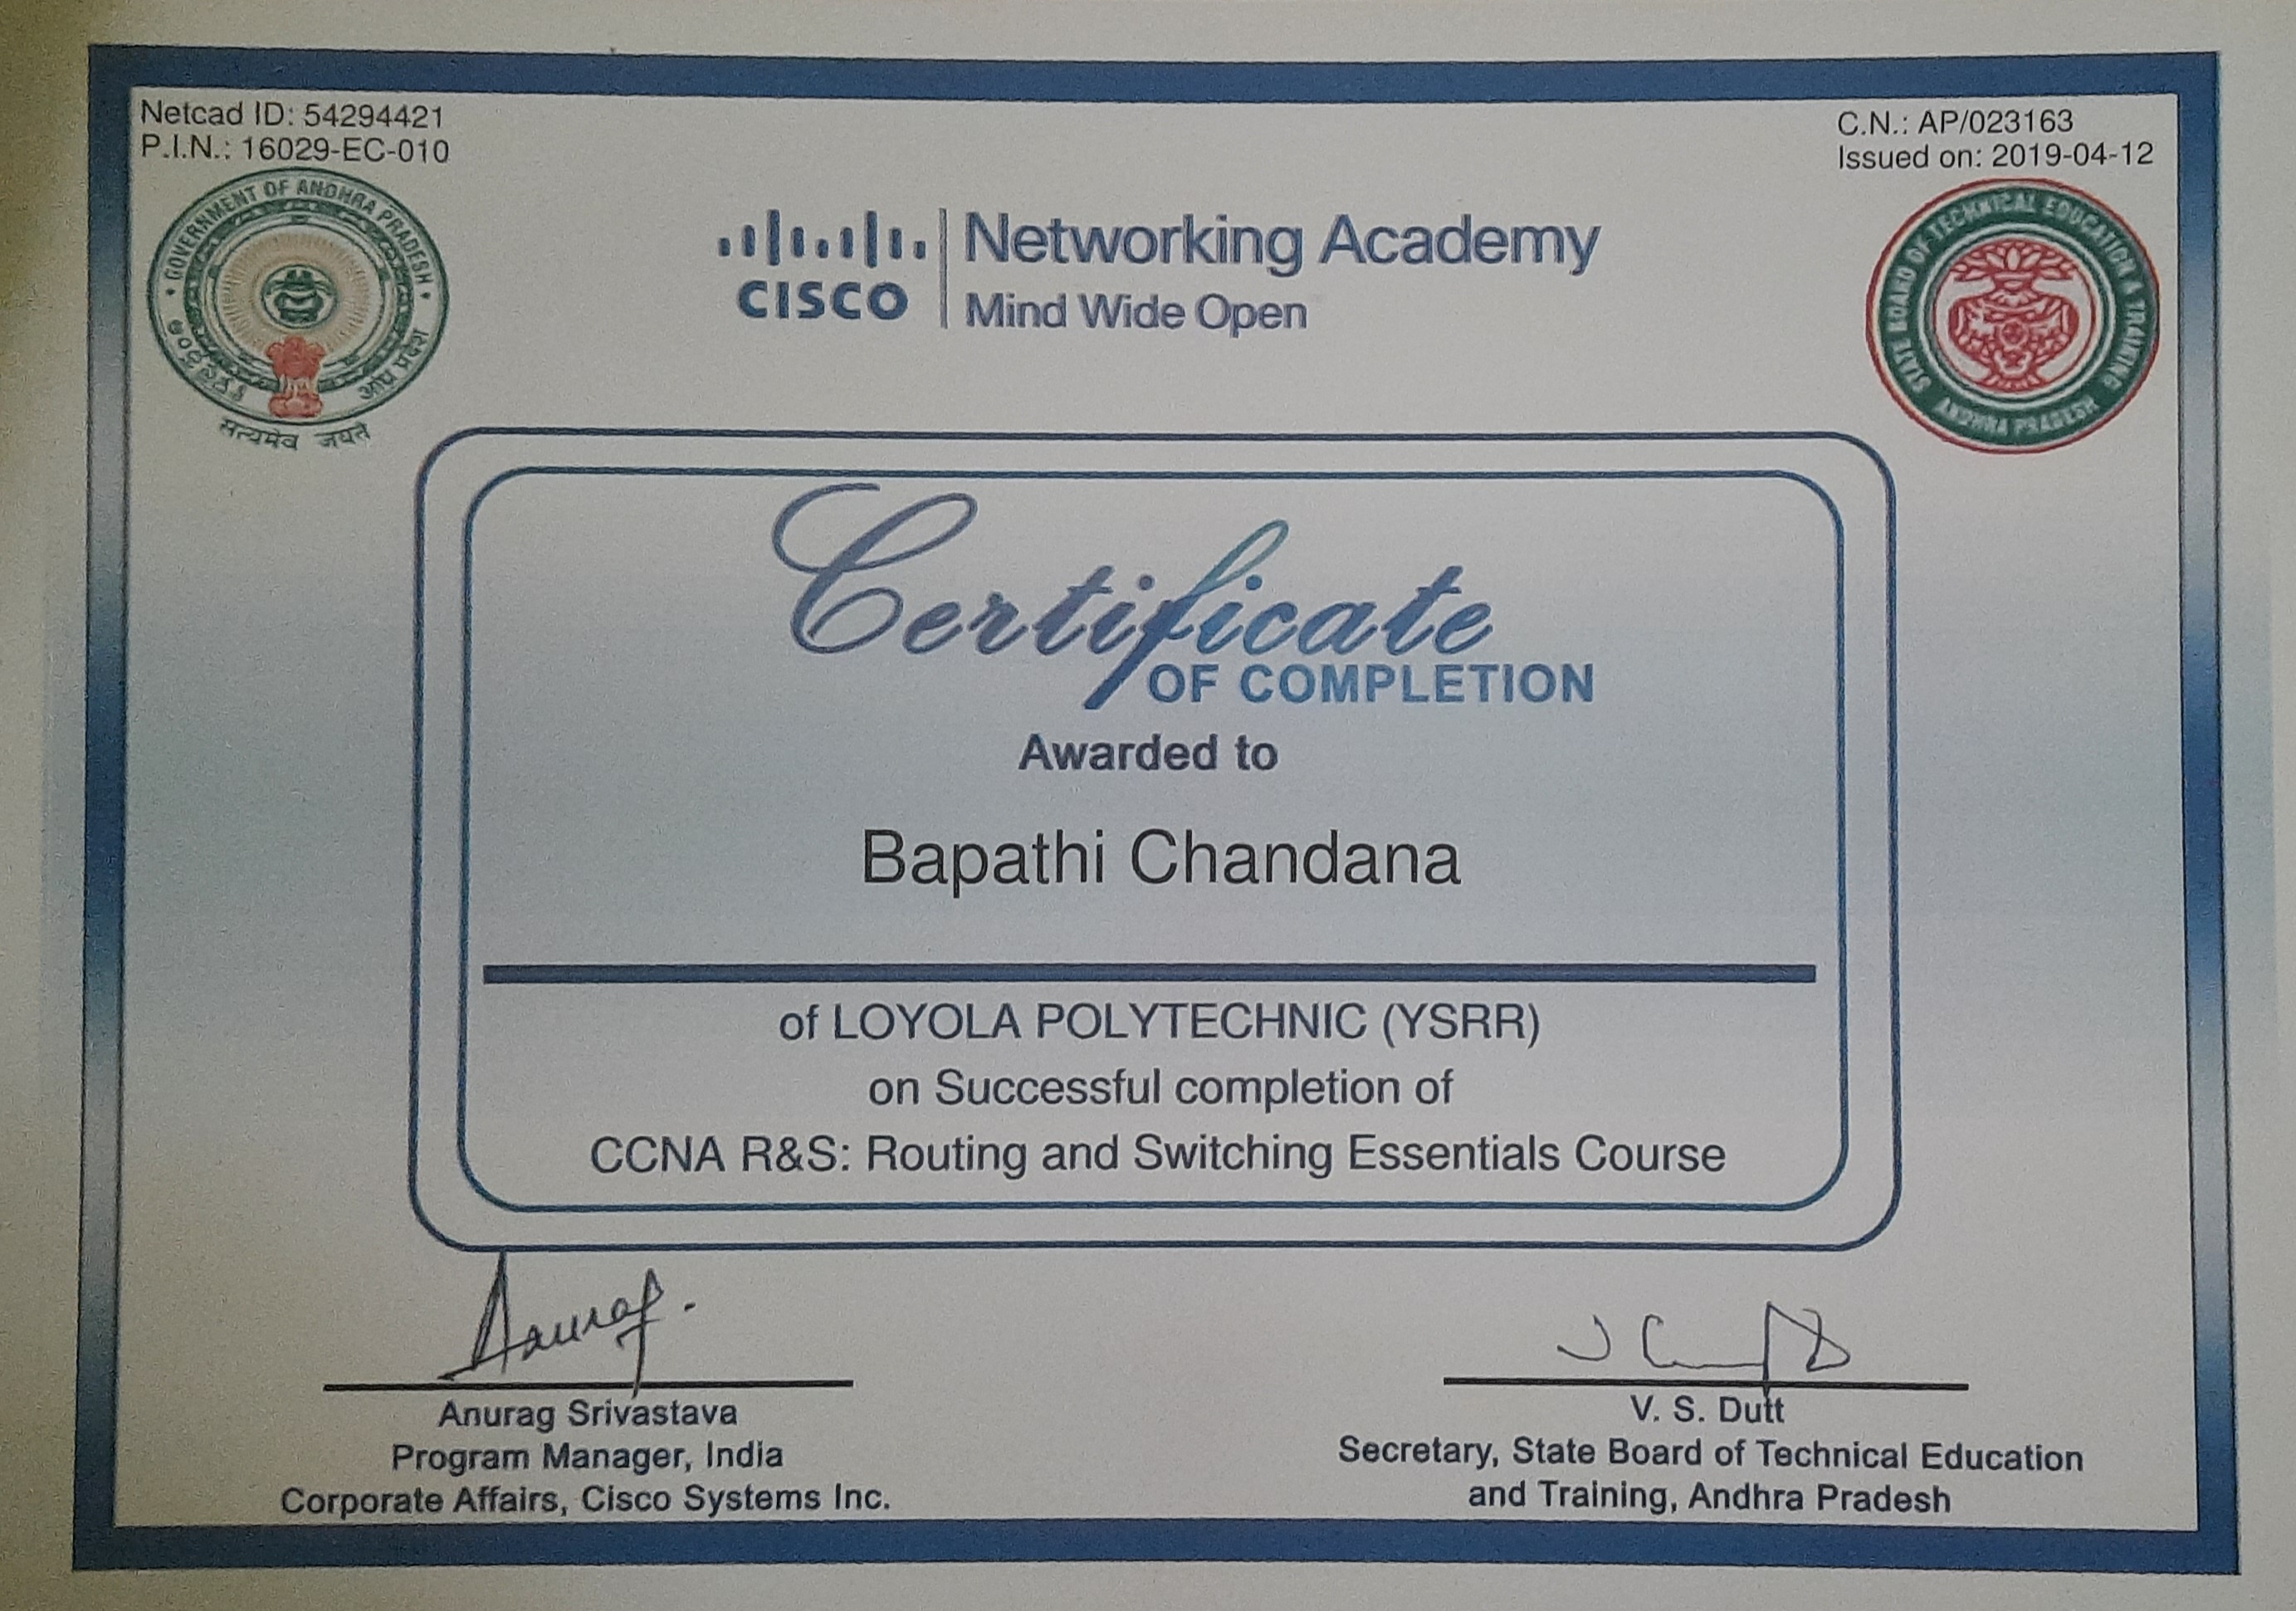 Netcad ID: 54294421
P.I.N.: 16029-EC-010
C.N.: AP/023163
Issued on: 2019-04-12
GOVERNMENT OF ANDHRA PRADESH
सत्यमेव जयते
CISCO
Networking Academy
Mind Wide Open
STATE BOARD OF TECHNICAL EDUCATION & TRAINING
ANDHRA PRADESH
Certificate
OF COMPLETION
Awarded to
Bapathi Chandana
of LOYOLA POLYTECHNIC (YSRR)
on Successful completion of
CCNA R&S: Routing and Switching Essentials Course
Anurag
Anurag Srivastava
Program Manager, India
Corporate Affairs, Cisco Systems Inc.
V. S. Dutt
Secretary, State Board of Technical Education
and Training, Andhra Pradesh